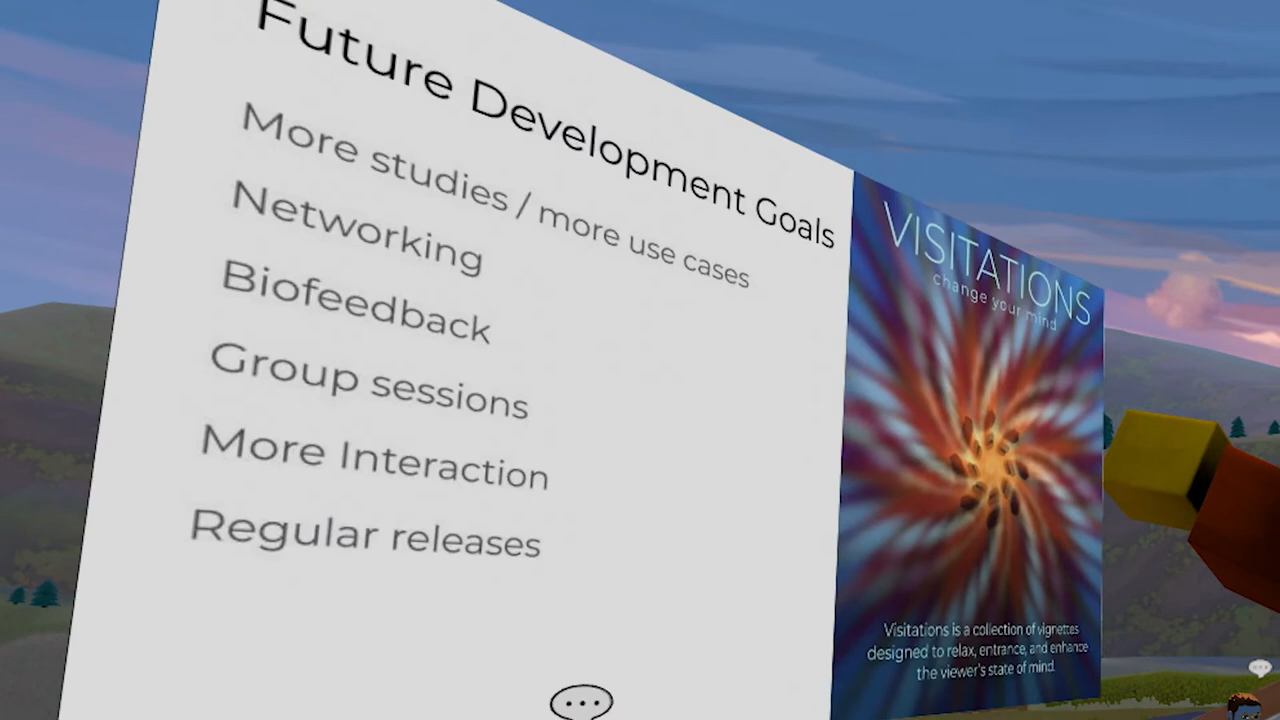 Future Development Goals
More studies / more use cases
Networking
Biofeedback
Group sessions
More Interaction
Regular releases
VISITATIONS
change your mind
Visitations is a collection of vignettes
designed to relax, entrance, and enhance
the viewer's state of mind.